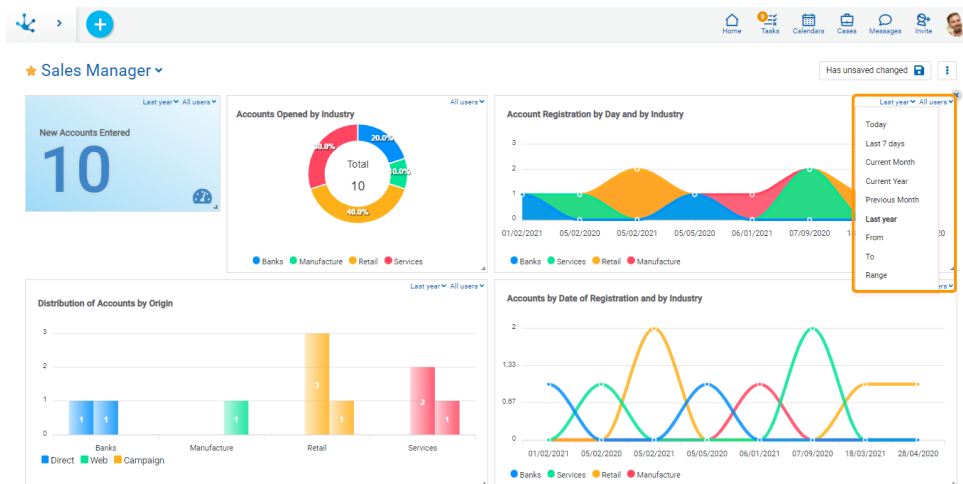 Home
Tasks
Calendars
Cases
Messages
Invite
Sales Manager
Has unsaved changed
Last year All users
New Accounts Entered
10
All users
Accounts Opened by Industry
20.0%
10.0%
40.0%
30.0%
Total
10
Banks Manufacture Retail Services
Last year All users
Account Registration by Day and by Industry
3
2
1
0
01/02/2021 05/02/2020 05/02/2021 05/05/2020 06/01/2021 07/09/2020
Banks Services Retail Manufacture
Today
Last 7 days
Current Month
Current Year
Previous Month
Last year
From
To
Range
Last year All users
Distribution of Accounts by Origin
3
2
1
0
1 1 1 3 1 2 1
Banks Manufacture Retail Services
Direct Web Campaign
Accounts by Date of Registration and by Industry
2
1,33
0,67
0
01/02/2021 05/02/2020 05/02/2021 05/05/2020 06/01/2021 07/09/2020 18/03/2021 28/04/2020
Banks Services Retail Manufacture